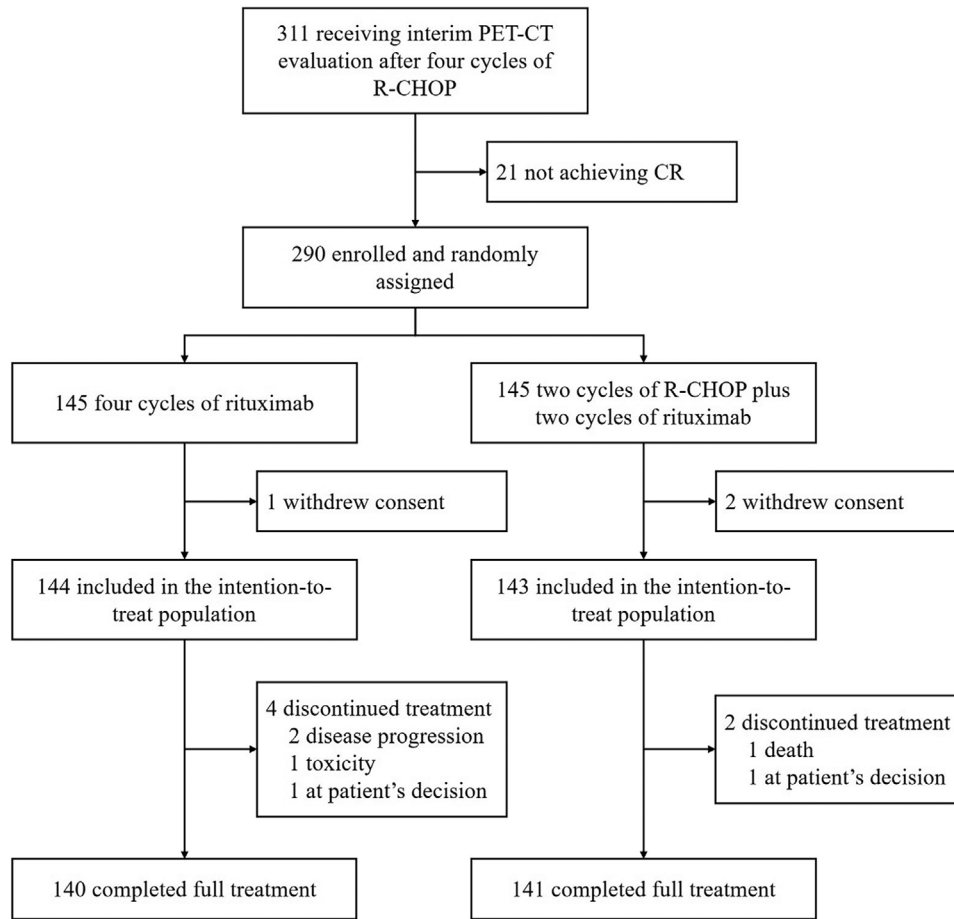 311 receiving interim PET-CT
evaluation after four cycles of
R-CHOP
21 not achieving CR
290 enrolled and randomly
assigned
145 four cycles of rituximab
145 two cycles of R-CHOP plus
two cycles of rituximab
1 withdrew consent
2 withdrew consent
144 included in the intention-to-
treat population
143 included in the intention-to-
treat population
4 discontinued treatment
2 disease progression
1 toxicity
1 at patient’s decision
2 discontinued treatment
1 death
1 at patient’s decision
140 completed full treatment
141 completed full treatment